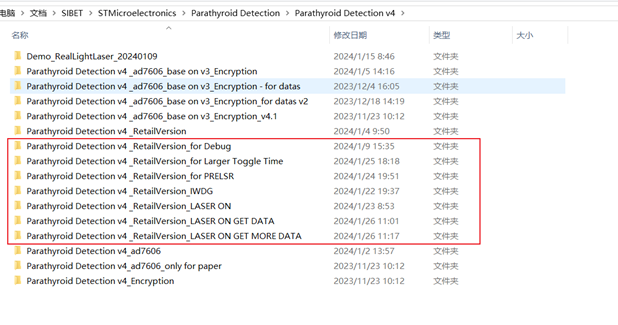 电脑 > 文档 > SIBET > STMicroelectronics > Parathyroid Detection > Parathyroid Detection v4 >
名称 修改日期 类型 大小
Demo_RealLightLaser_20240109 2024/1/15 8:46 文件夹
Parathyroid Detection v4 _ad7606_base on v3_Encryption 2024/1/5 14:16 文件夹
Parathyroid Detection v4 _ad7606_base on v3_Encryption - for datas 2023/12/4 16:05 文件夹
Parathyroid Detection v4 _ad7606_base on v3_Encryption_for datas v2 2023/12/18 14:19 文件夹
Parathyroid Detection v4 _ad7606_base on v3_Encryption_v4.1 2023/11/23 10:12 文件夹
Parathyroid Detection v4 _RetailVersion 2024/1/4 9:50 文件夹
Parathyroid Detection v4 _RetailVersion_for Debug 2024/1/9 15:35 文件夹
Parathyroid Detection v4 _RetailVersion_for Larger Toggle Time 2024/1/25 18:18 文件夹
Parathyroid Detection v4 _RetailVersion_for PRELSR 2024/1/24 19:51 文件夹
Parathyroid Detection v4 _RetailVersion_IWDG 2024/1/22 19:37 文件夹
Parathyroid Detection v4 _RetailVersion_LASER ON 2024/1/23 8:53 文件夹
Parathyroid Detection v4 _RetailVersion_LASER ON GET DATA 2024/1/26 11:01 文件夹
Parathyroid Detection v4 _RetailVersion_LASER ON GET MORE DATA 2024/1/26 11:17 文件夹
Parathyroid Detection v4_ad7606 2024/1/2 13:57 文件夹
Parathyroid Detection v4_ad7606_only for paper 2023/11/23 10:12 文件夹
Parathyroid Detection v4_Encryption 2023/11/23 10:12 文件夹